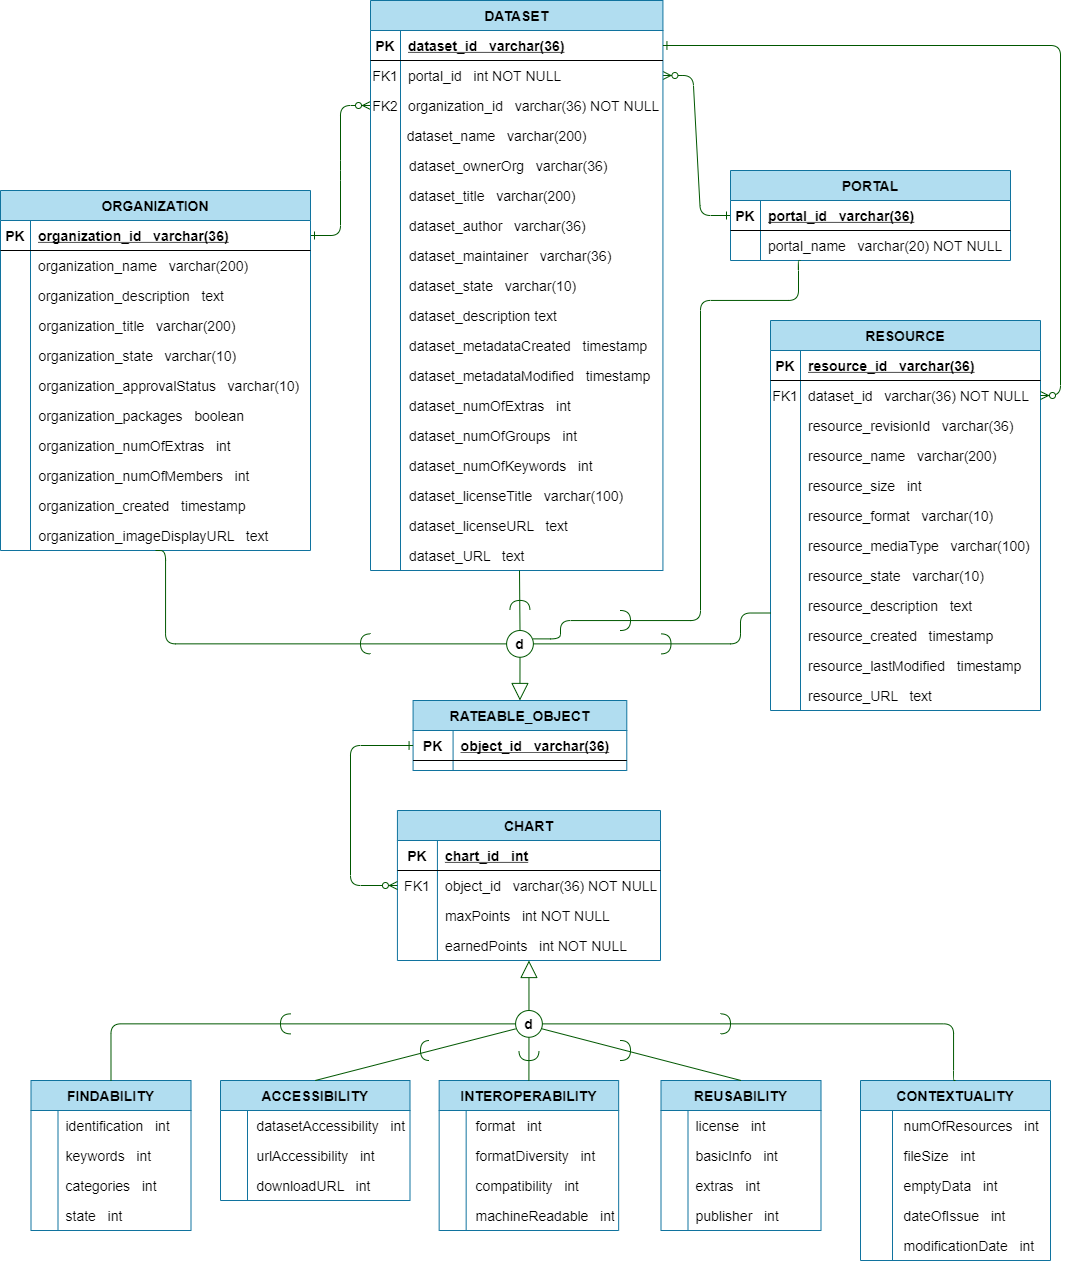 DATASET
PK dataset_id varchar(36)
FK1 portal_id int NOT NULL
FK2 organization_id varchar(36) NOT NULL
dataset_name varchar(200)
dataset_ownerOrg varchar(36)
dataset_title varchar(200)
dataset_author varchar(36)
dataset_maintainer varchar(36)
dataset_state varchar(10)
dataset_description text
dataset_metadataCreated timestamp
dataset_metadataModified timestamp
dataset_numOfExtras int
dataset_numOfGroups int
dataset_numOfKeywords int
dataset_licenseTitle varchar(100)
dataset_licenseURL text
dataset_URL text
ORGANIZATION
PK organization_id varchar(36)
organization_name varchar(200)
organization_description text
organization_title varchar(200)
organization_state varchar(10)
organization_approvalStatus varchar(10)
organization_packages boolean
organization_numOfExtras int
organization_numOfMembers int
organization_created timestamp
organization_imageDisplayURL text
PORTAL
PK portal_id varchar(36)
portal_name varchar(20) NOT NULL
RESOURCE
PK resource_id varchar(36)
FK1 dataset_id varchar(36) NOT NULL
resource_revisionId varchar(36)
resource_name varchar(200)
resource_size int
resource_format varchar(10)
resource_mediaType varchar(100)
resource_state varchar(10)
resource_description text
resource_created timestamp
resource_lastModified timestamp
resource_URL text
d
RATEABLE_OBJECT
PK object_id varchar(36)
CHART
PK chart_id int
FK1 object_id varchar(36) NOT NULL
maxPoints int NOT NULL
earnedPoints int NOT NULL
d
FINDABILITY
identification int
keywords int
categories int
state int
ACCESSIBILITY
datasetAccessibility int
urlAccessibility int
downloadURL int
INTEROPERABILITY
format int
formatDiversity int
compatibility int
machineReadable int
REUSABILITY
license int
basicInfo int
extras int
publisher int
CONTEXTUALITY
numOfResources int
fileSize int
emptyData int
dateOfIssue int
modificationDate int